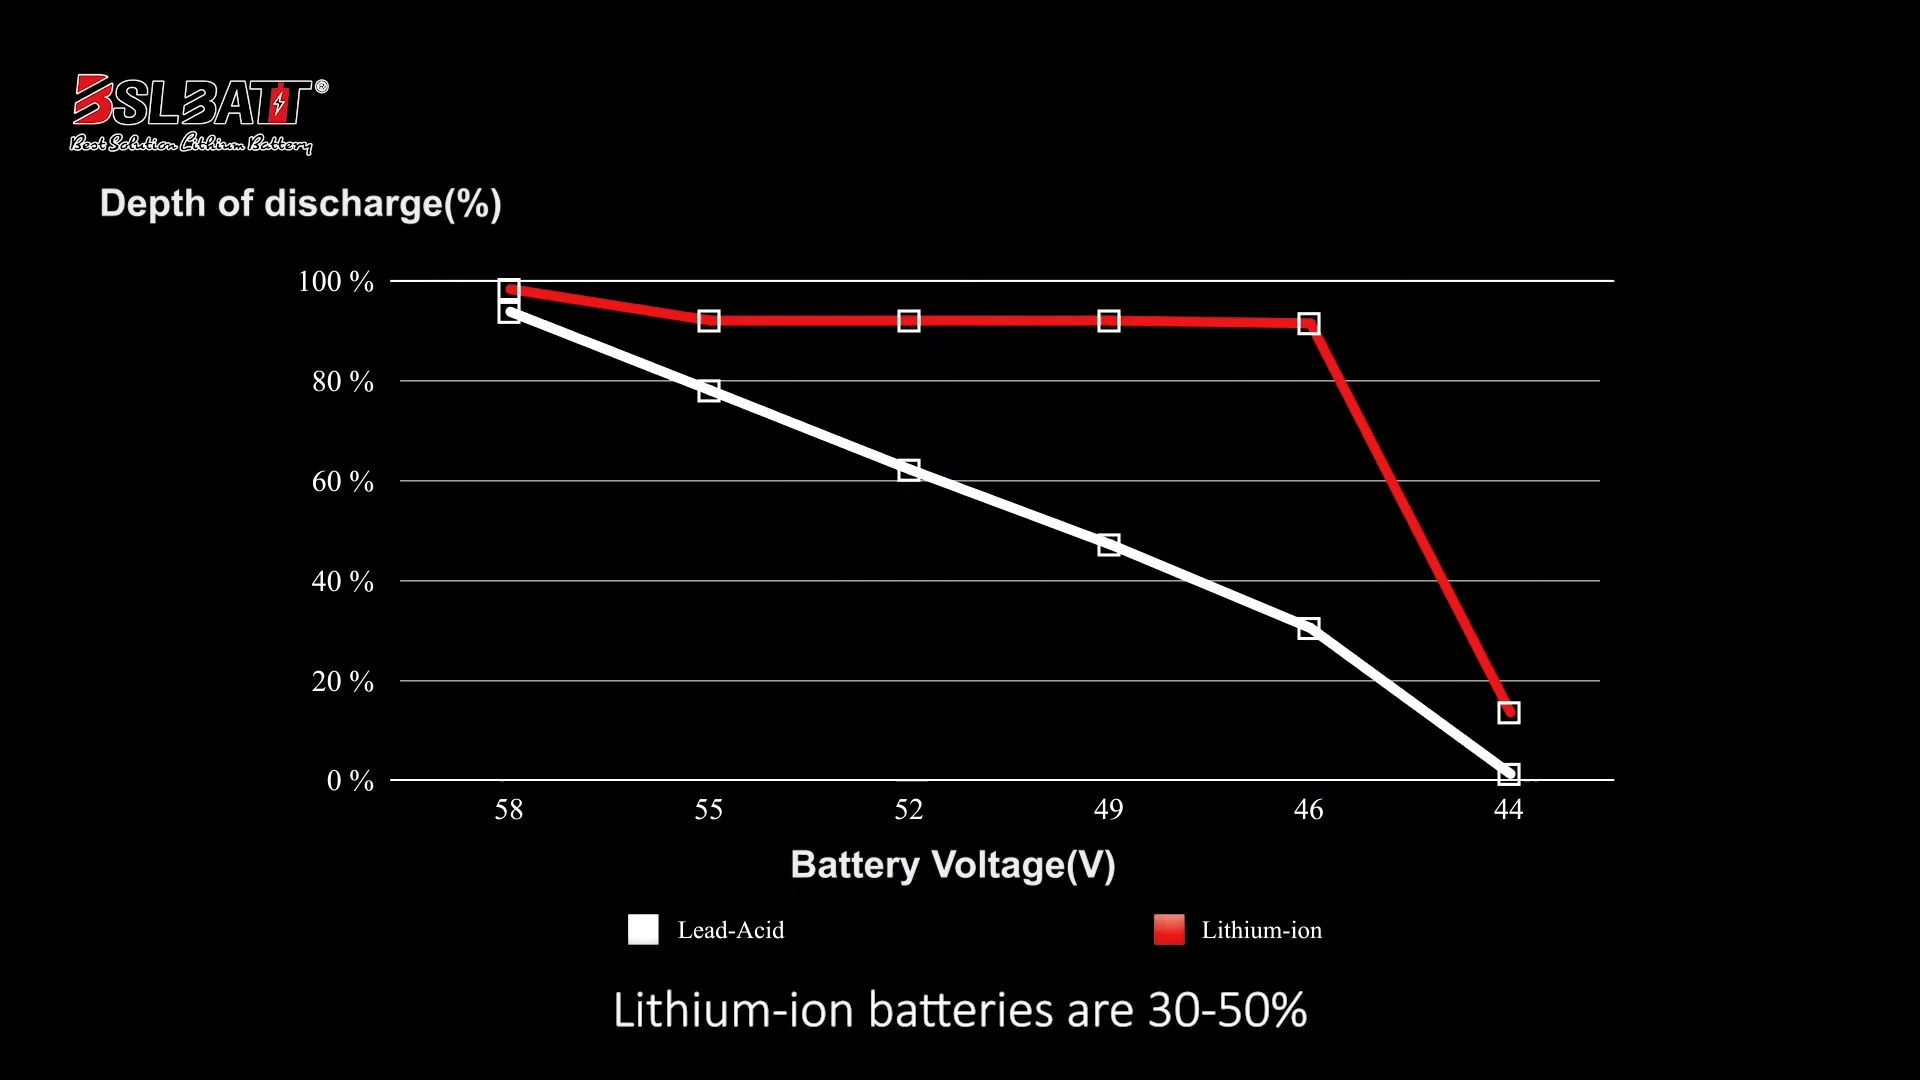 BSLBATT®
Best Solution Lithium Battery
Depth of discharge(%)
100 %
80 %
60 %
40 %
20 %
0 %
58 55 52 49 46 44
Battery Voltage(V)
Lead-Acid Lithium-ion
Lithium-ion batteries are 30-50%